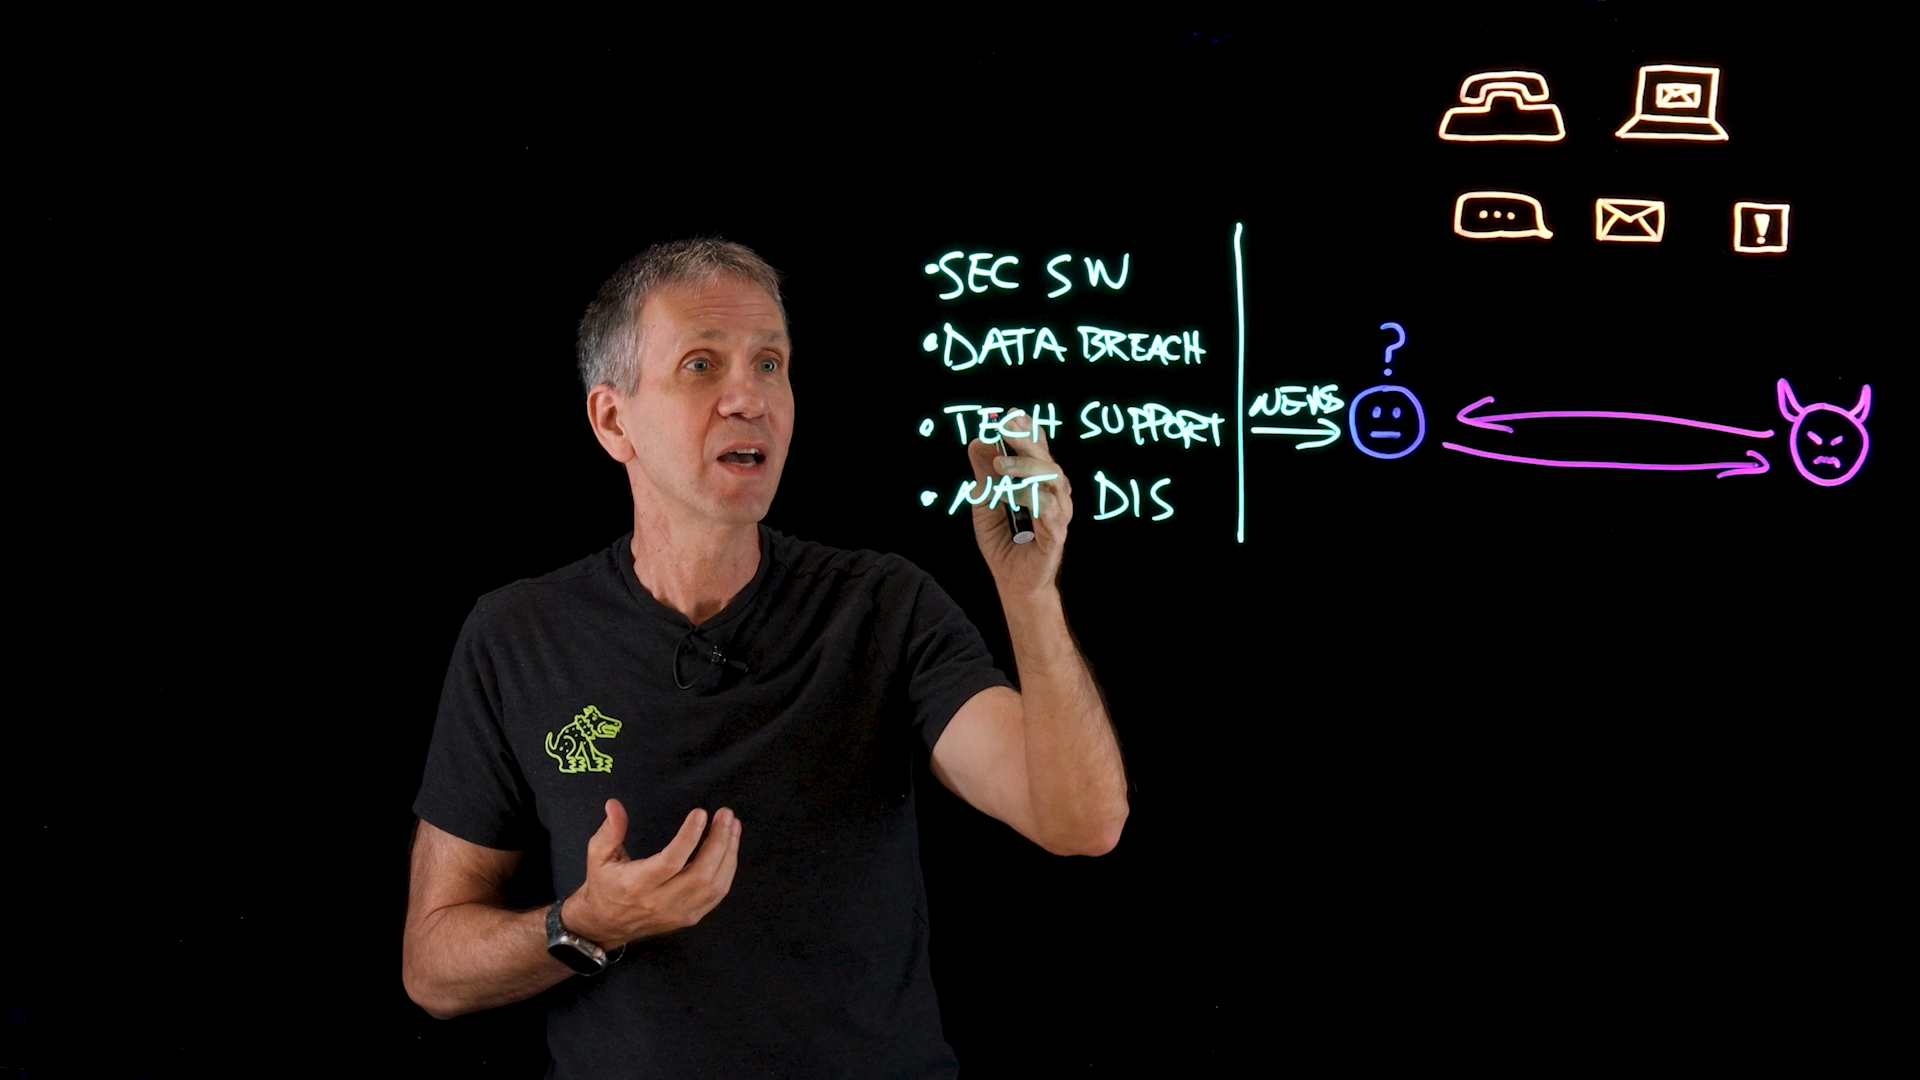 •SEC SW
•DATA BREACH
•TECH SUPPORT
•NAT DIS
NEWS
?
...
!